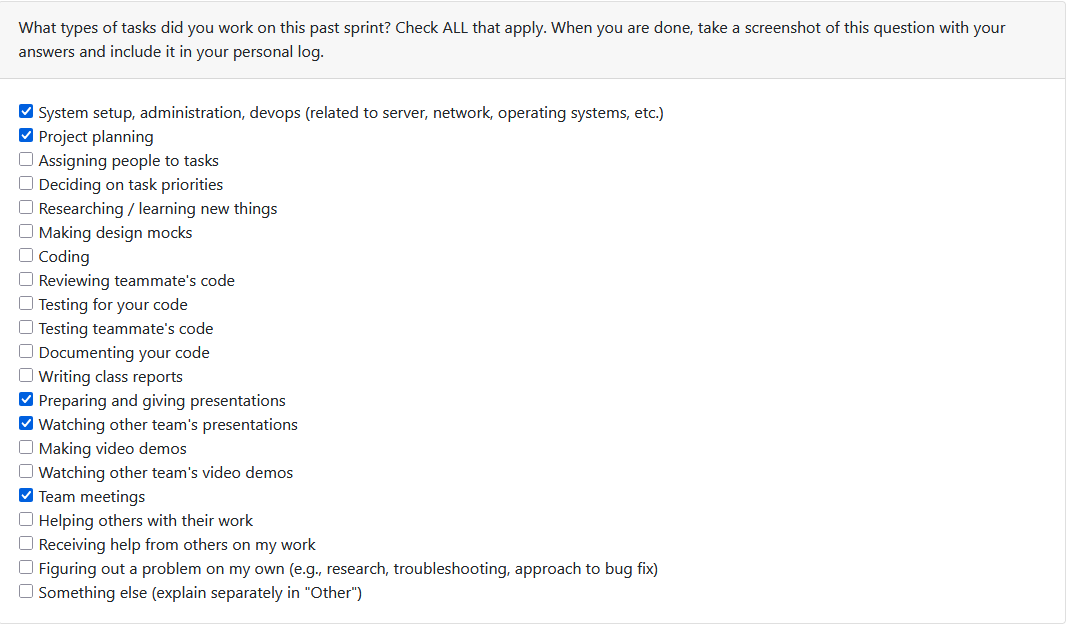 What types of tasks did you work on this past sprint? Check ALL that apply. When you are done, take a screenshot of this question with your
answers and include it in your personal log.
System setup, administration, devops (related to server, network, operating systems, etc.)
Project planning
Assigning people to tasks
Deciding on task priorities
Researching / learning new things
Making design mocks
Coding
Reviewing teammate's code
Testing for your code
Testing teammate's code
Documenting your code
Writing class reports
Preparing and giving presentations
Watching other team's presentations
Making video demos
Watching other team's video demos
Team meetings
Helping others with their work
Receiving help from others on my work
Figuring out a problem on my own (e.g., research, troubleshooting, approach to bug fix)
Something else (explain separately in "Other")